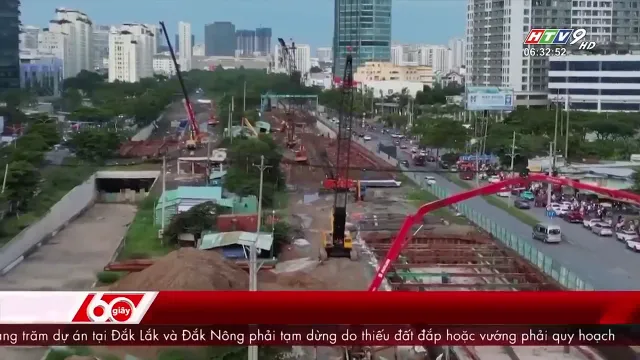 HTV9 HD
06:32:52
60 giây
trăm dự án tại Đắk Lắk và Đắk Nông phải tạm dừng do thiếu đất đắp hoặc vướng phải quy hoạch